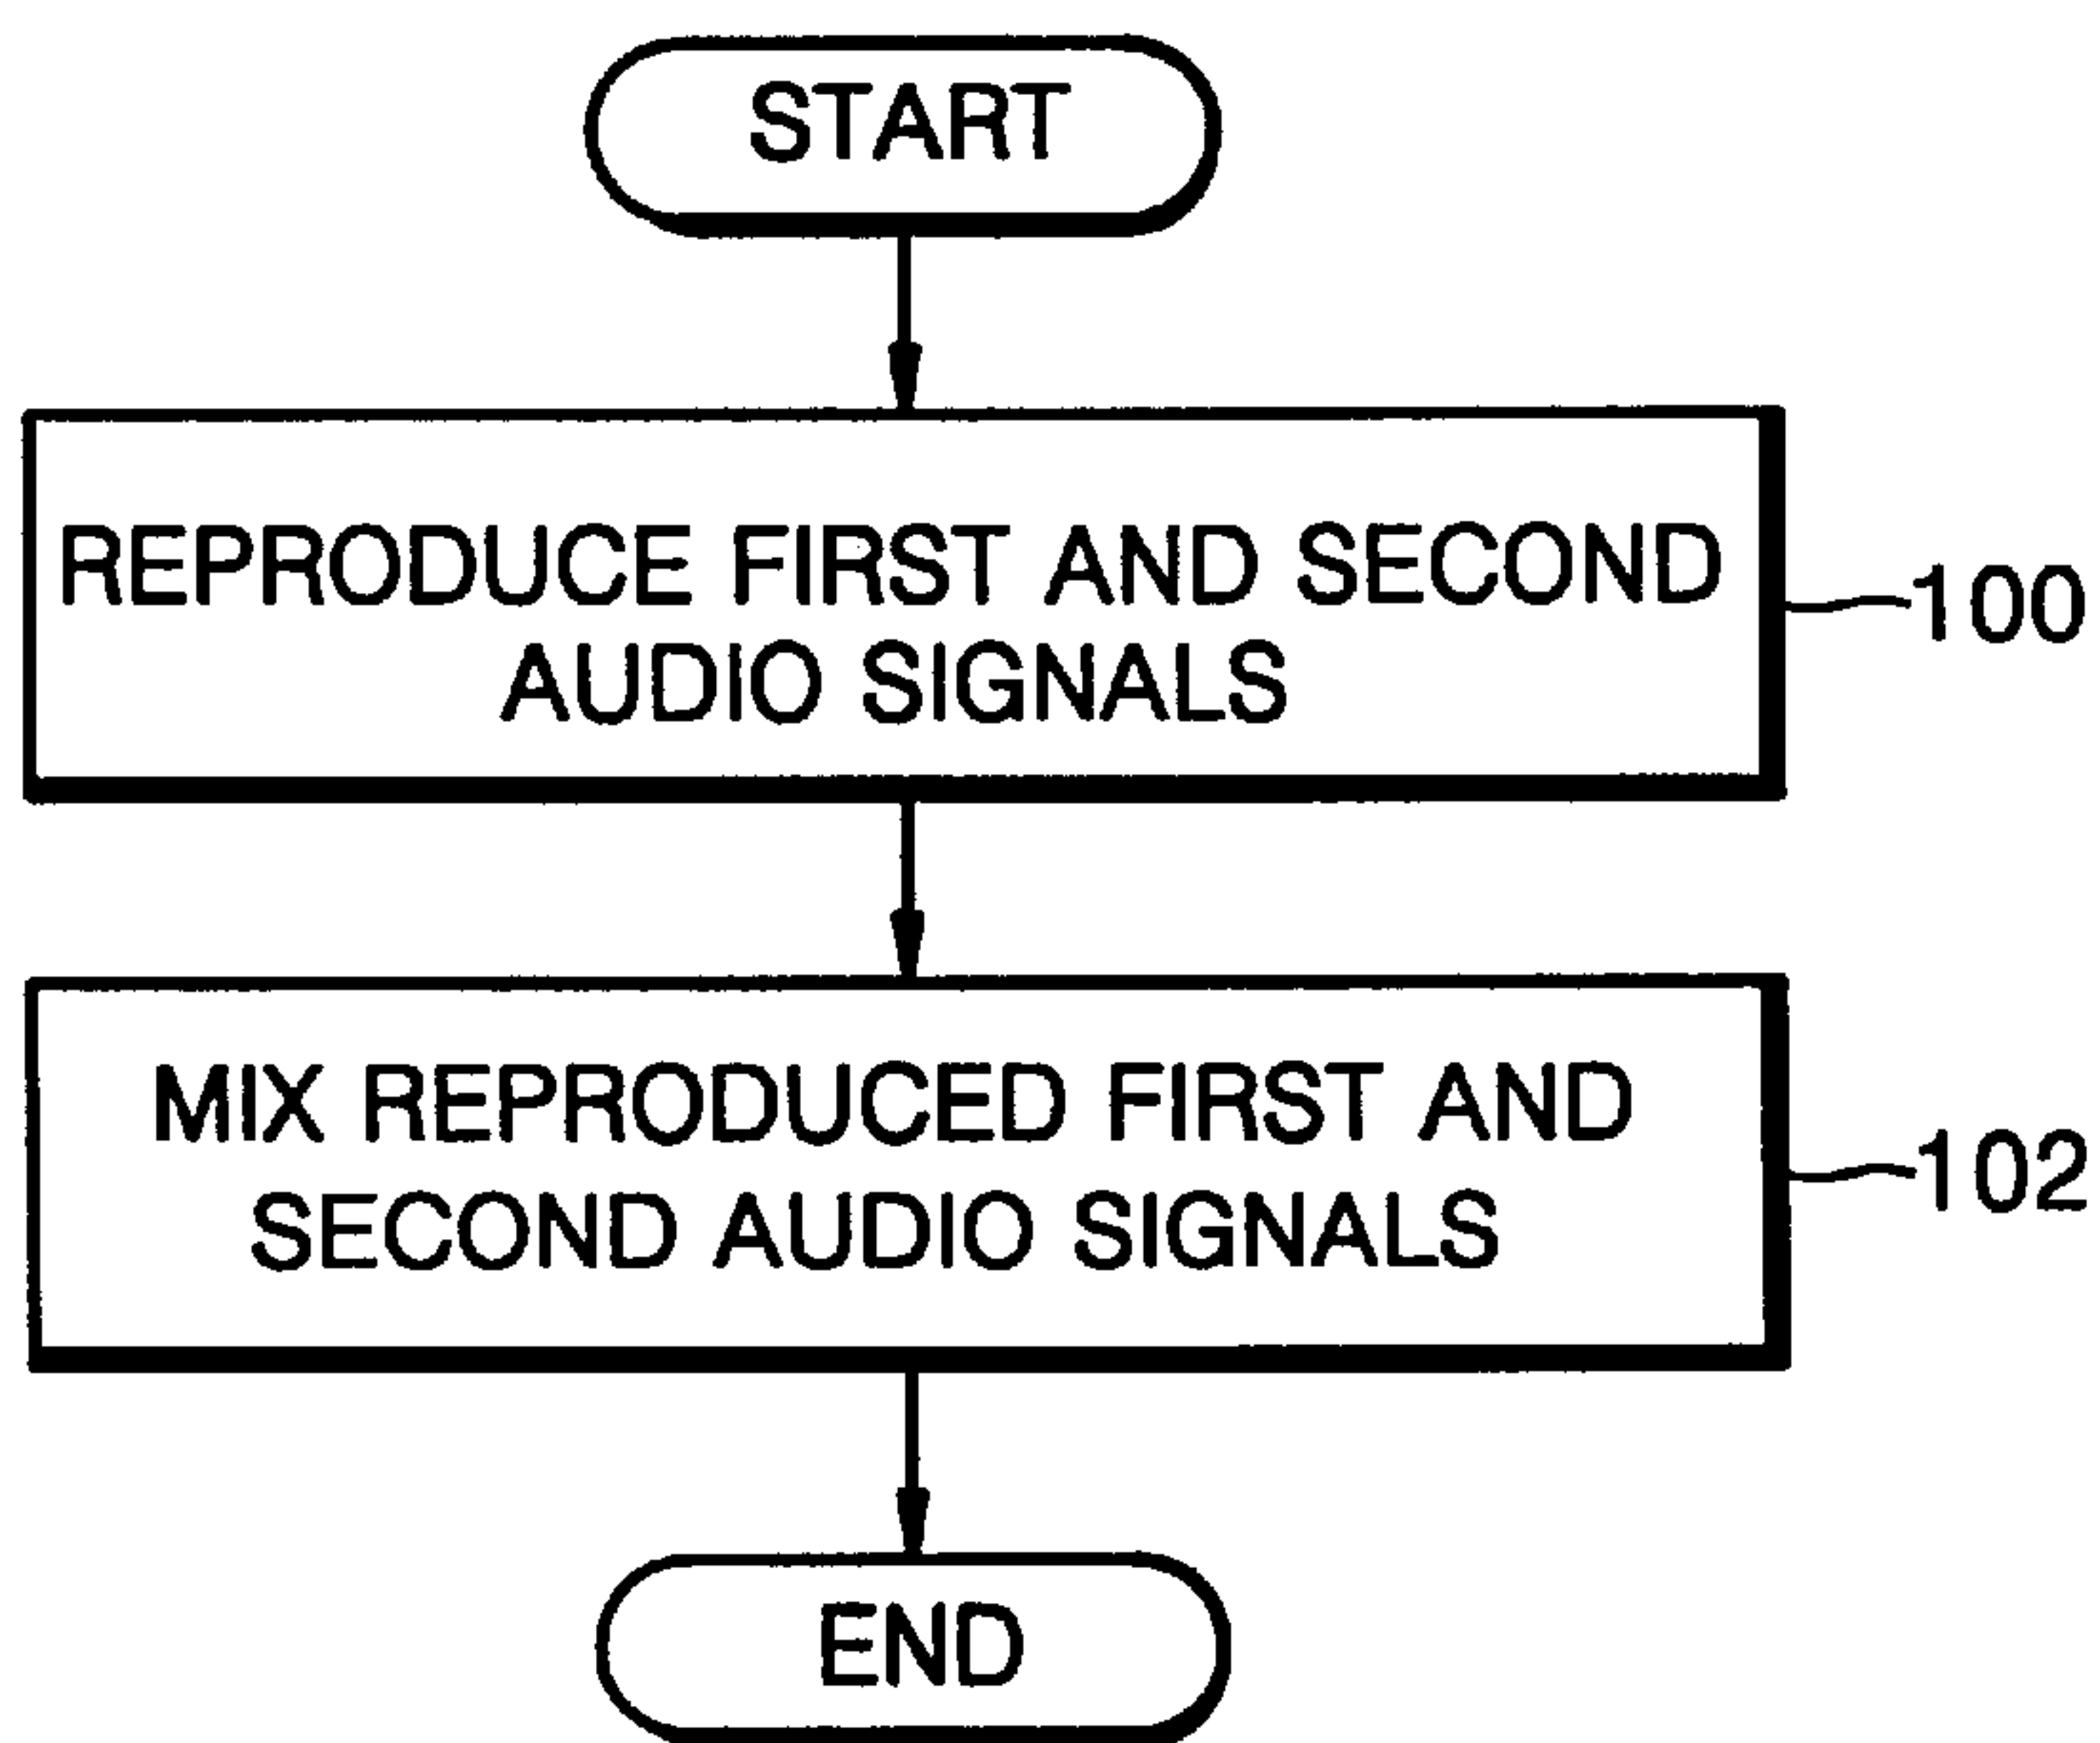 START
REPRODUCE FIRST AND SECOND
AUDIO SIGNALS
100
MIX REPRODUCED FIRST AND
SECOND AUDIO SIGNALS
102
END